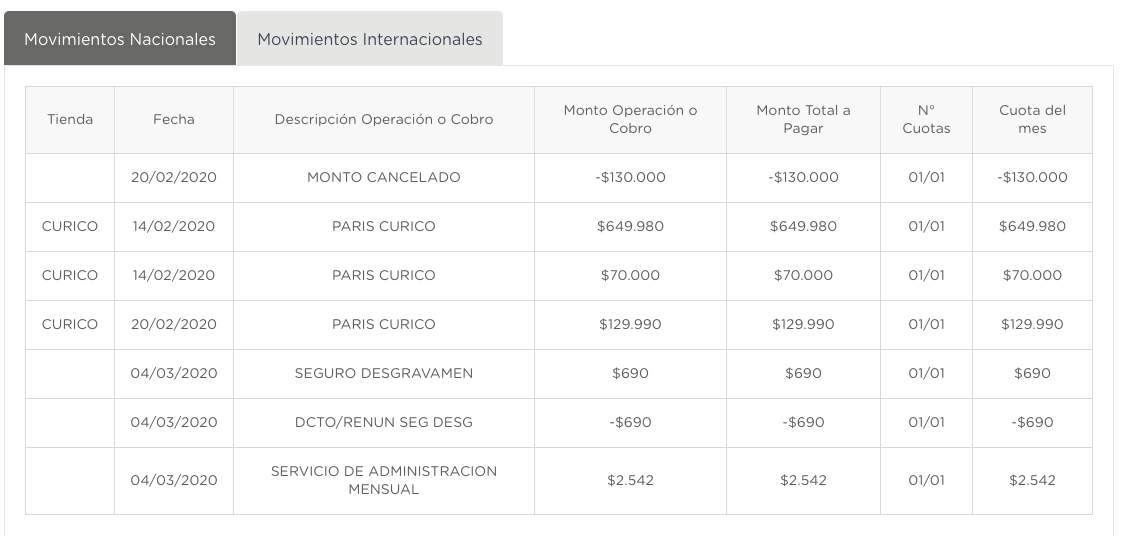 Movimientos Nacionales
Movimientos Internacionales
Tienda Fecha Descripción Operación o Cobro Monto Operación o Cobro Monto Total a Pagar N° Cuotas Cuota del mes
20/02/2020 MONTO CANCELADO -$130.000 -$130.000 01/01 -$130.000
CURICO 14/02/2020 PARIS CURICO $649.980 $649.980 01/01 $649.980
CURICO 14/02/2020 PARIS CURICO $70.000 $70.000 01/01 $70.000
CURICO 20/02/2020 PARIS CURICO $129.990 $129.990 01/01 $129.990
04/03/2020 SEGURO DESGRAVAMEN $690 $690 01/01 $690
04/03/2020 DCTO/RENUN SEG DESG -$690 -$690 01/01 -$690
04/03/2020 SERVICIO DE ADMINISTRACION MENSUAL $2.542 $2.542 01/01 $2.542